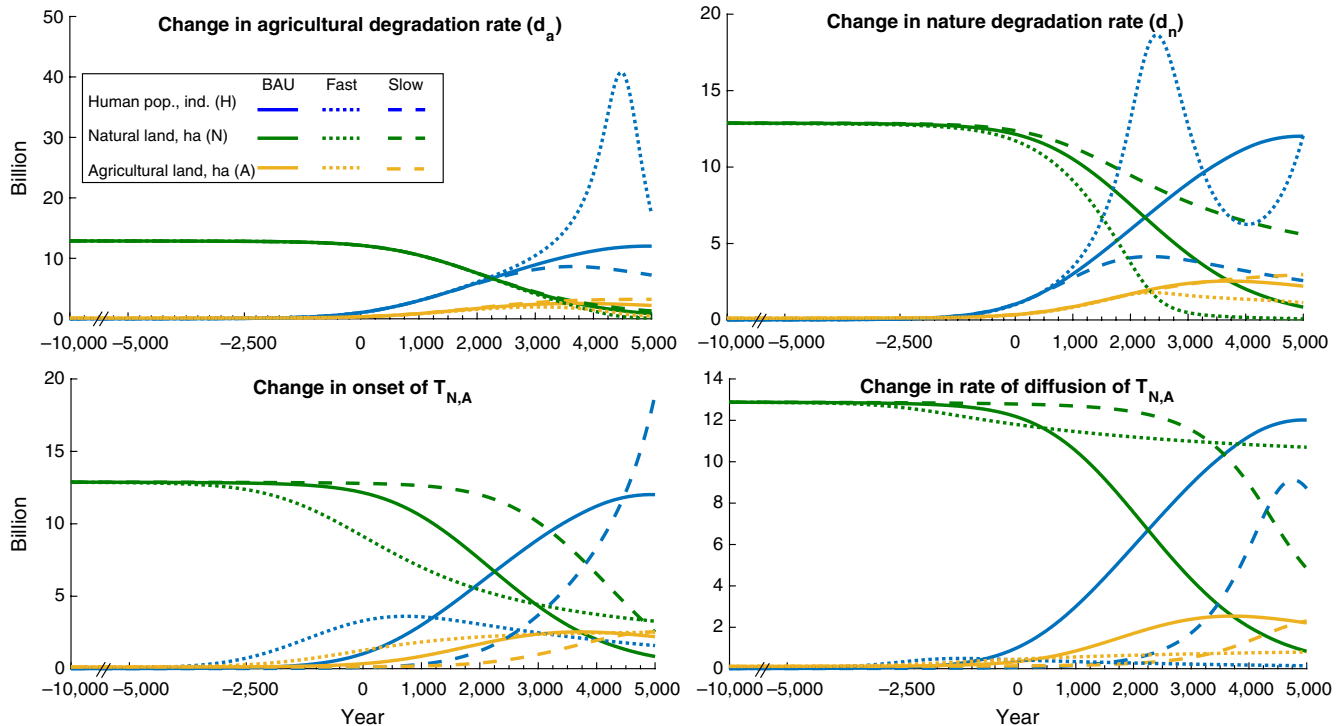 Change in agricultural degradation rate (d_a)
50
40
30
20
10
0
Billion
BAU Fast Slow
Human pop., ind. (H)
Natural land, ha (N)
Agricultural land, ha (A)
−10,000 −5,000 −2,500 0 1,000 2,000 3,000 4,000 5,000
Change in nature degradation rate (d_n)
20
15
10
5
0
−10,000 −5,000 −2,500 0 1,000 2,000 3,000 4,000 5,000
Change in onset of T_N,A
20
15
10
5
0
Billion
−10,000 −5,000 −2,500 0 1,000 2,000 3,000 4,000 5,000
Year
Change in rate of diffusion of T_N,A
14
12
10
8
6
4
2
0
−10,000 −5,000 −2,500 0 1,000 2,000 3,000 4,000 5,000
Year